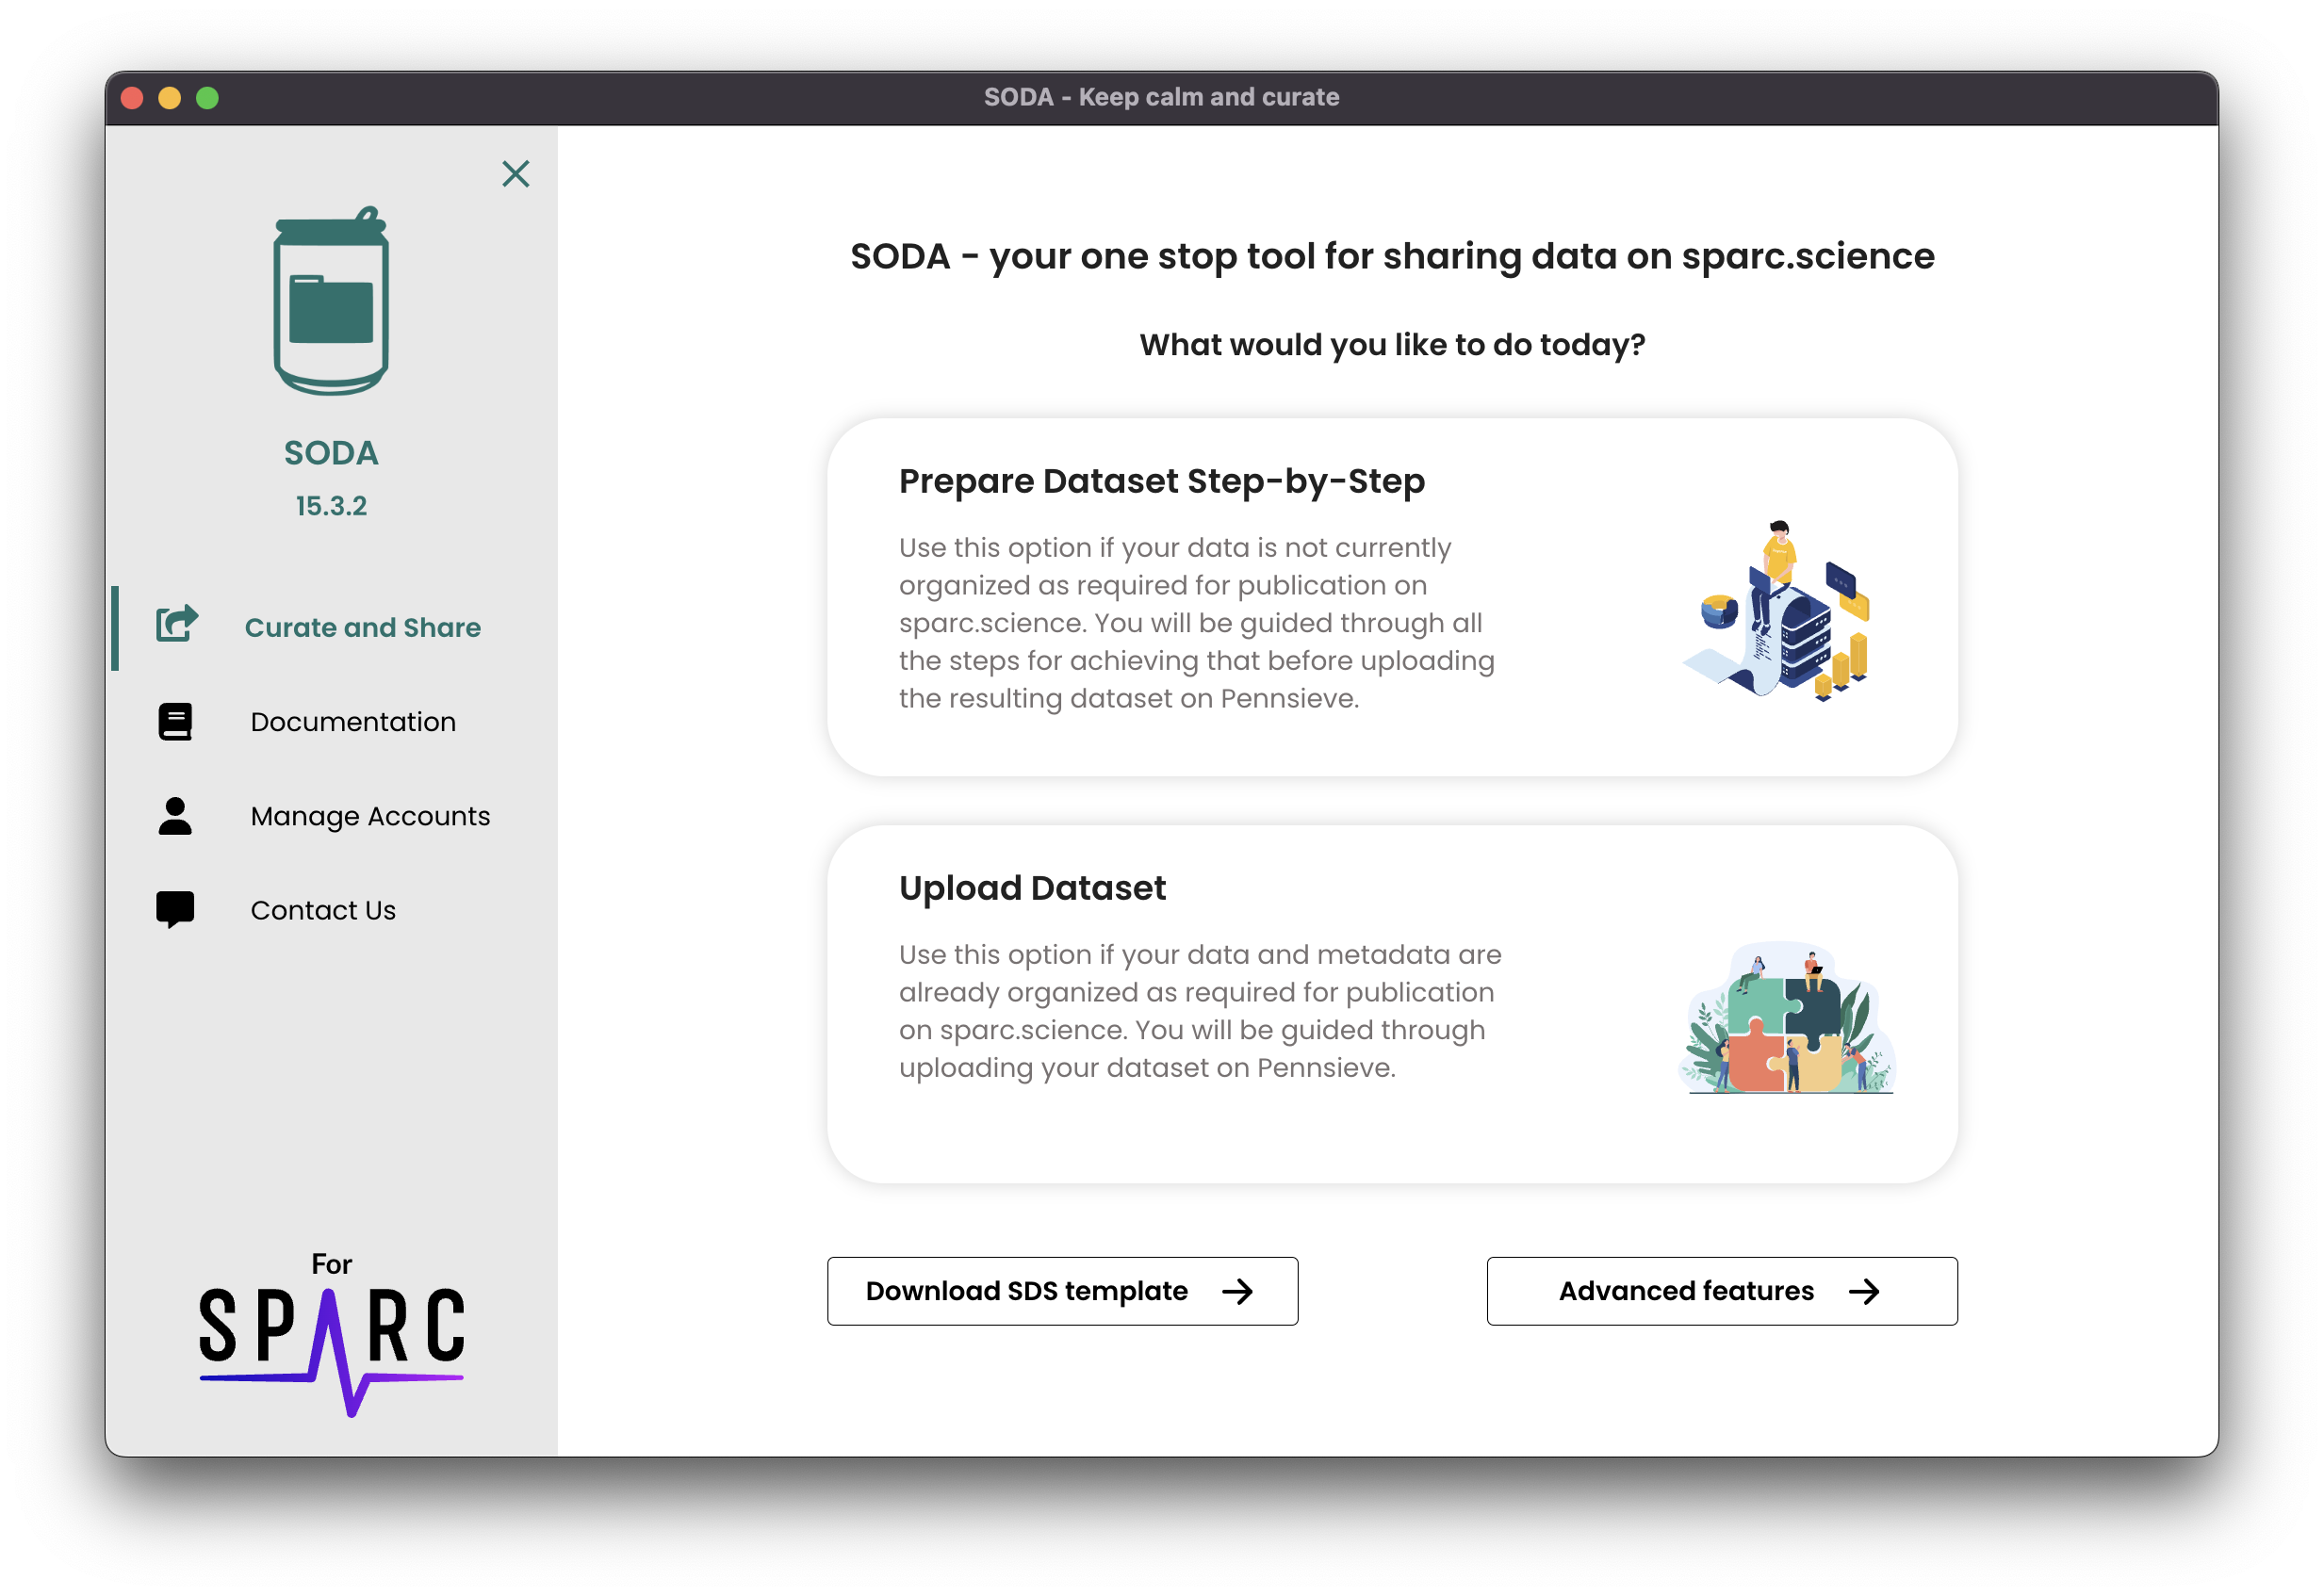 SODA - Keep calm and curate
SODA
15.3.2
Curate and Share
Documentation
Manage Accounts
Contact Us
For
SPARC
SODA - your one stop tool for sharing data on sparc.science
What would you like to do today?
Prepare Dataset Step-by-Step
Use this option if your data is not currently
organized as required for publication on
sparc.science. You will be guided through all
the steps for achieving that before uploading
the resulting dataset on Pennsieve.
Upload Dataset
Use this option if your data and metadata are
already organized as required for publication
on sparc.science. You will be guided through
uploading your dataset on Pennsieve.
Download SDS template
Advanced features